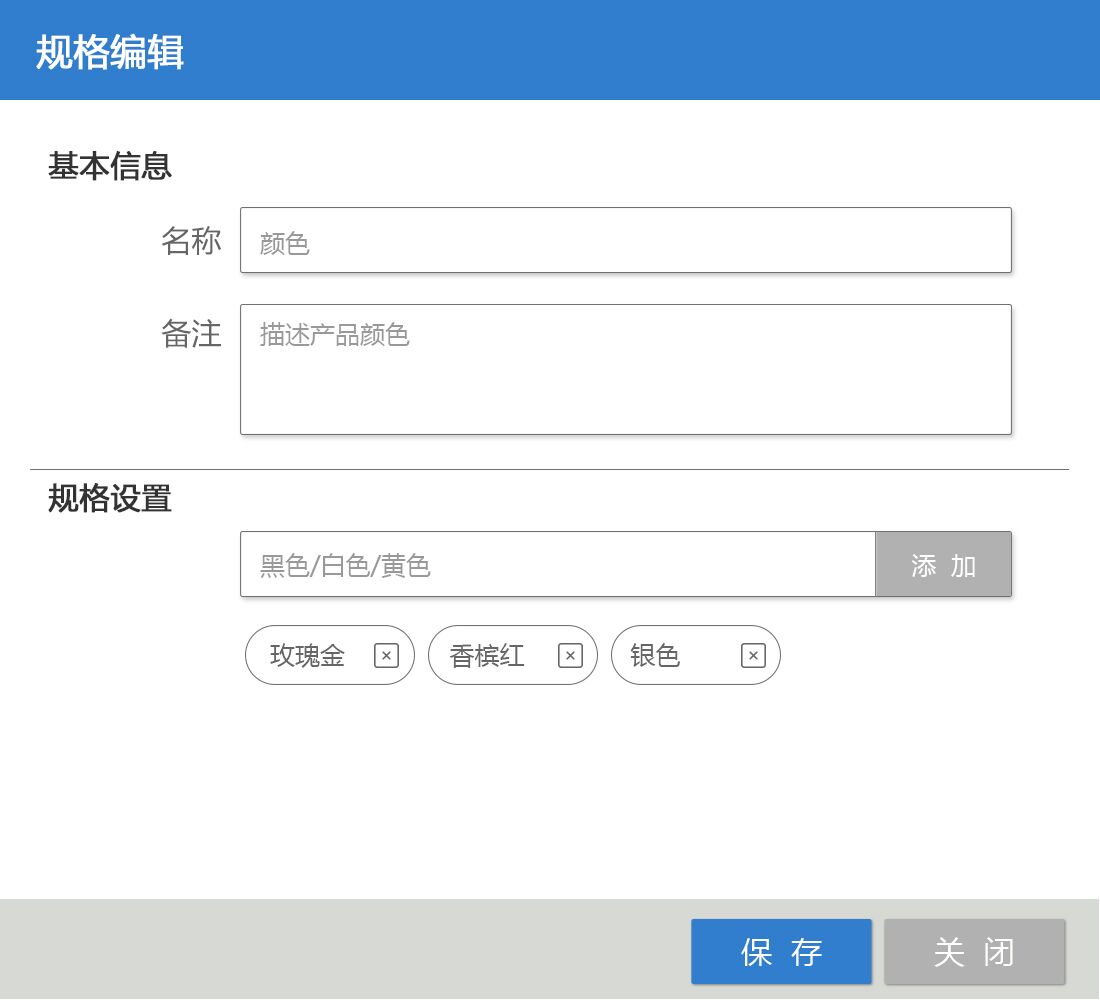 规格编辑
基本信息
名称 颜色
备注 描述产品颜色
规格设置
黑色/白色/黄色 添加
玫瑰金 香槟红 银色
保存 关闭